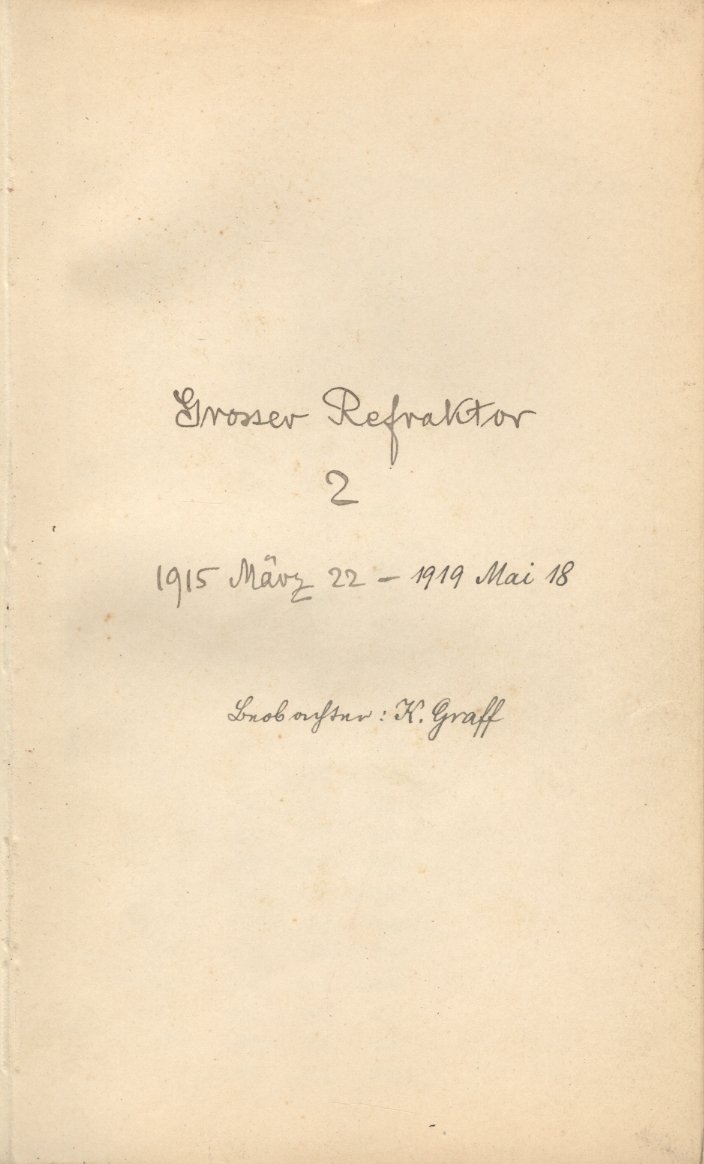 Grosser Refraktor
2
1915 März 22 – 1919 Mai 18
Beobachter: K. Graff